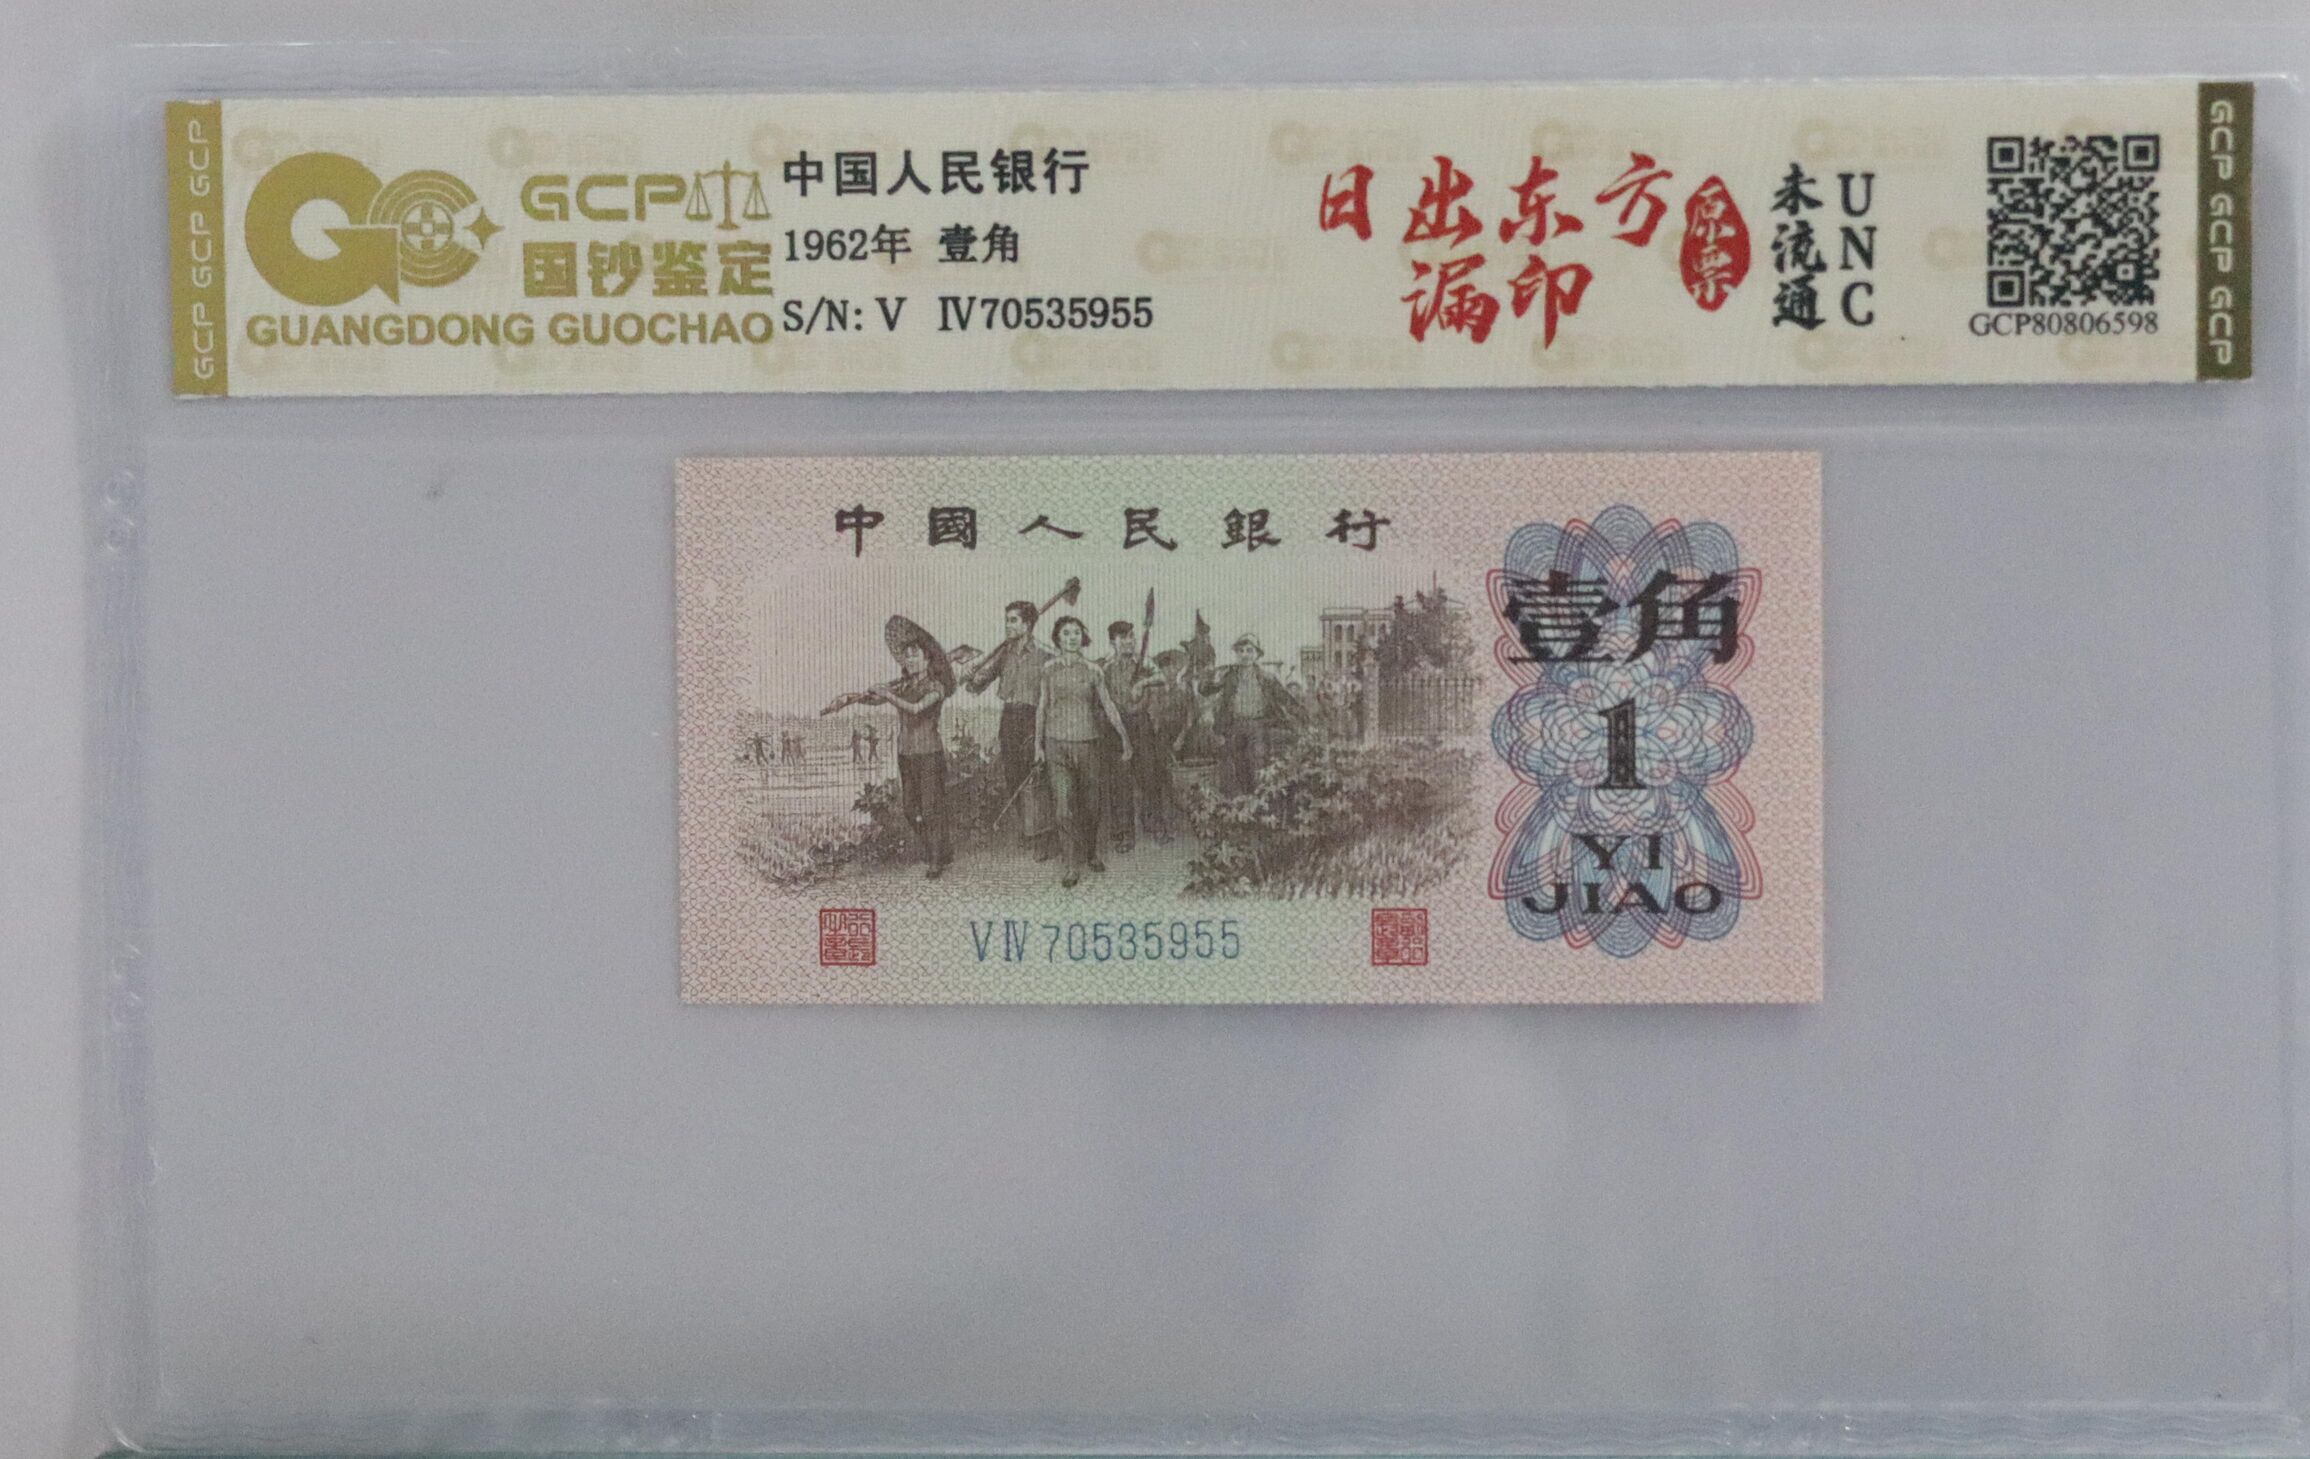 GCP GCP GCP
GCP
国钞鉴定
GUANGDONG GUOCHAO
中国人民银行
1962年 壹角
S/N: V Ⅳ70535955
日出东方
漏印
原票
未流通
UNC
GCP80806598
GCP GCP GCP
中國人民銀行
壹角
1
YI
JIAO
VⅣ70535955